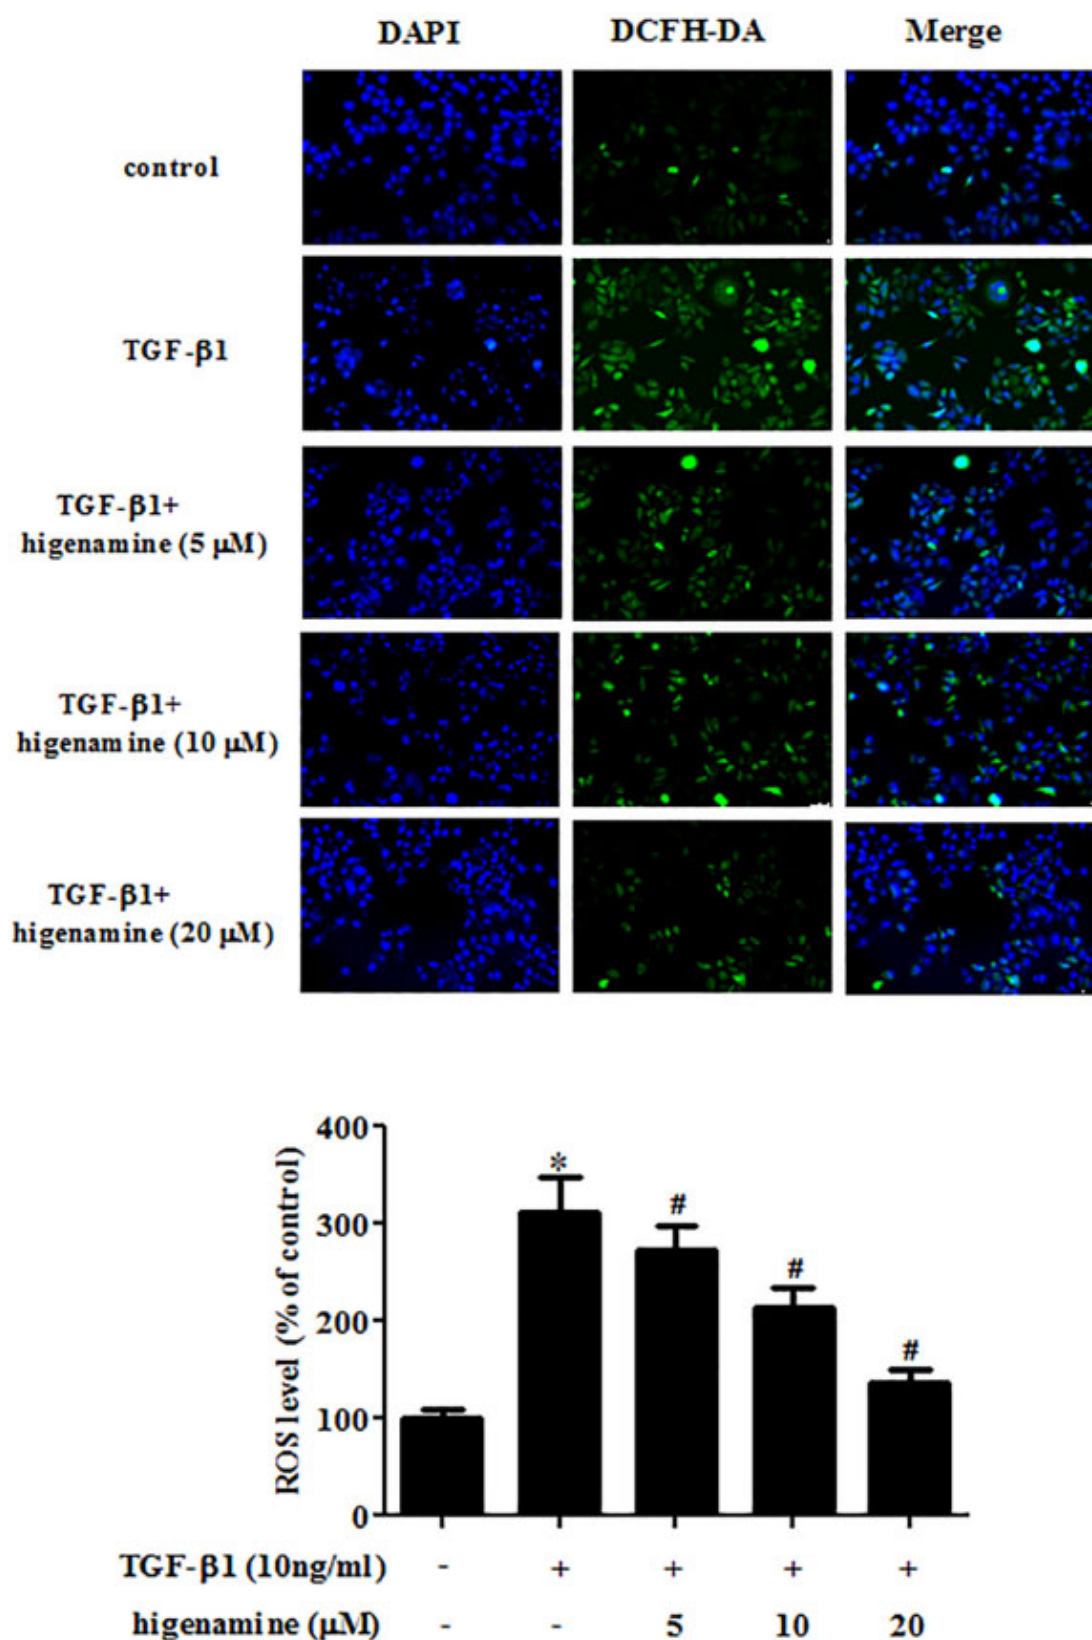 DAPI DCFH-DA Merge
control
TGF-β1
TGF-β1+
higenamine (5 μM)
TGF-β1+
higenamine (10 μM)
TGF-β1+
higenamine (20 μM)
400
300
200
100
0
ROS level (% of control)
*
#
#
#
TGF-β1 (10ng/ml) - + + + +
higenamine (μM) - - 5 10 20